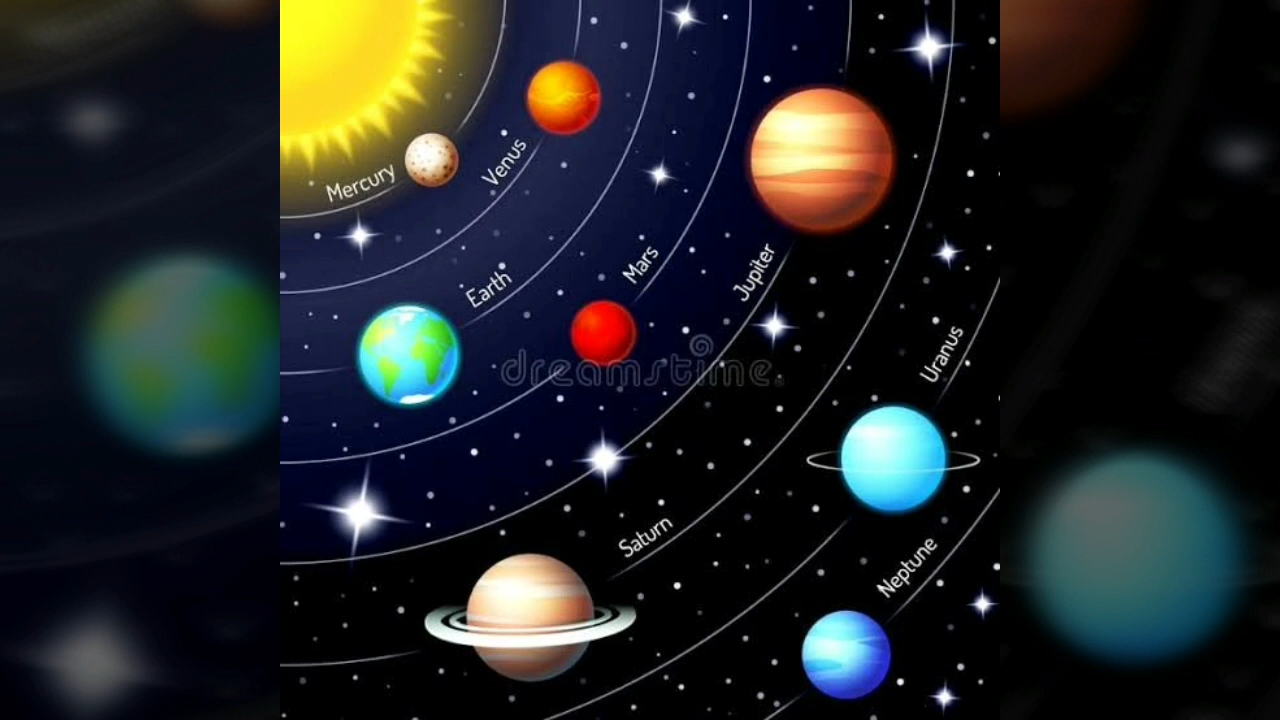 Mercury
Venus
Earth
Mars
Jupiter
Saturn
Uranus
Neptune
dreamstime.